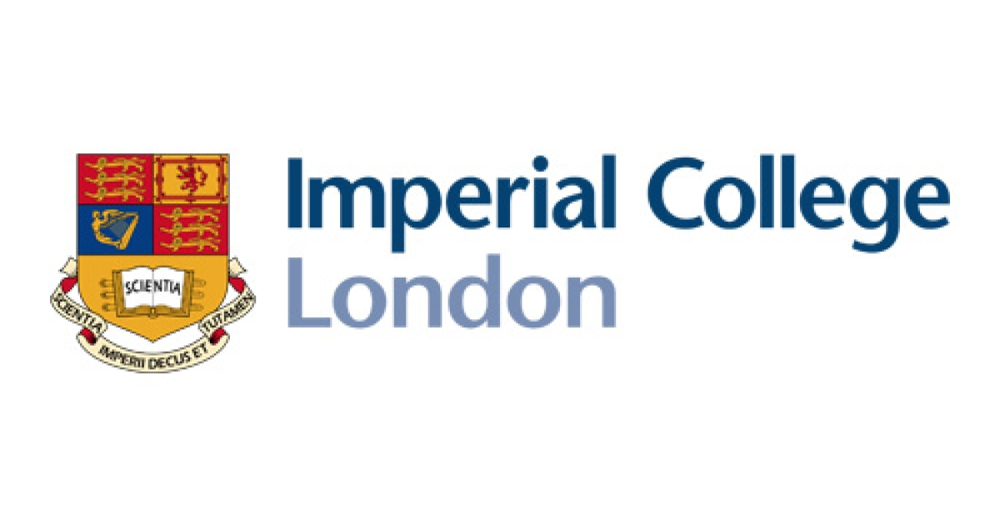 Imperial College
London
SCIENTIA
SCIENTIA
IMPERII DECUS ET
TUTAMEN